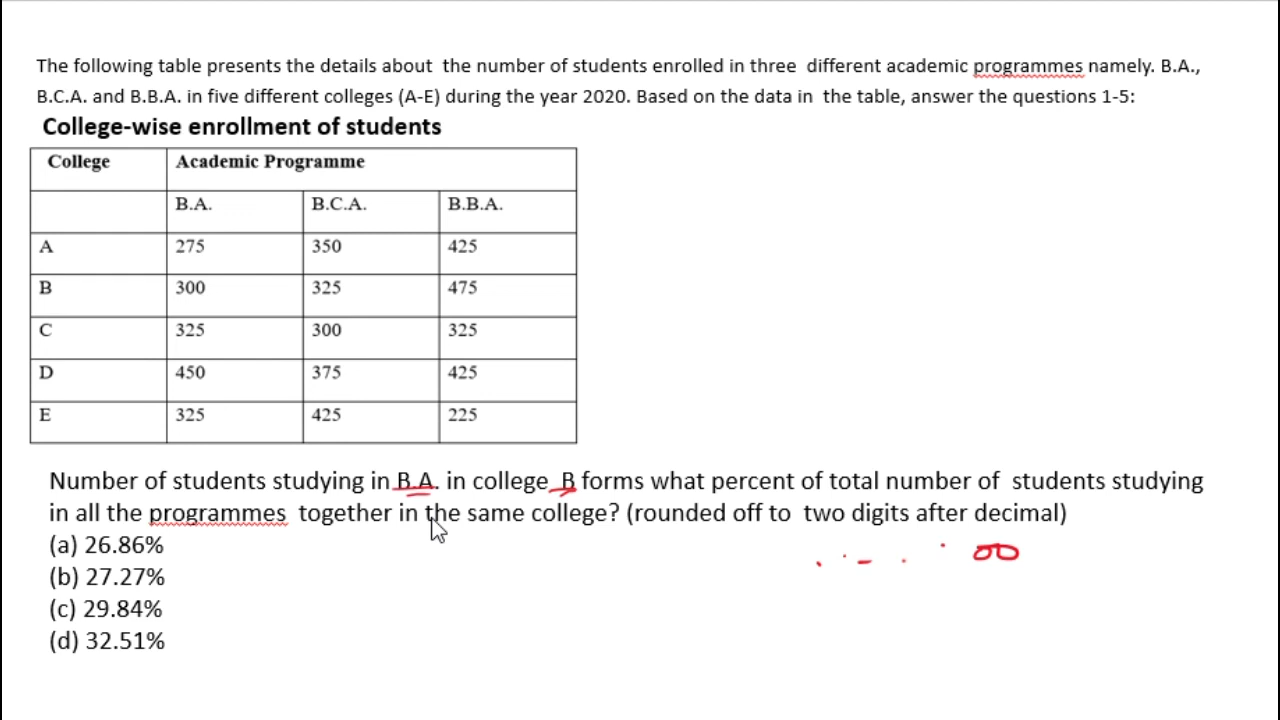 The following table presents the details about the number of students enrolled in three different academic programmes namely. B.A.,
B.C.A. and B.B.A. in five different colleges (A-E) during the year 2020. Based on the data in the table, answer the questions 1-5:
College-wise enrollment of students
College Academic Programme
B.A. B.C.A. B.B.A.
A 275 350 425
B 300 325 475
C 325 300 325
D 450 375 425
E 325 425 225
Number of students studying in B.A. in college B forms what percent of total number of students studying
in all the programmes together in the same college? (rounded off to two digits after decimal)
(a) 26.86%
(b) 27.27%
(c) 29.84%
(d) 32.51%